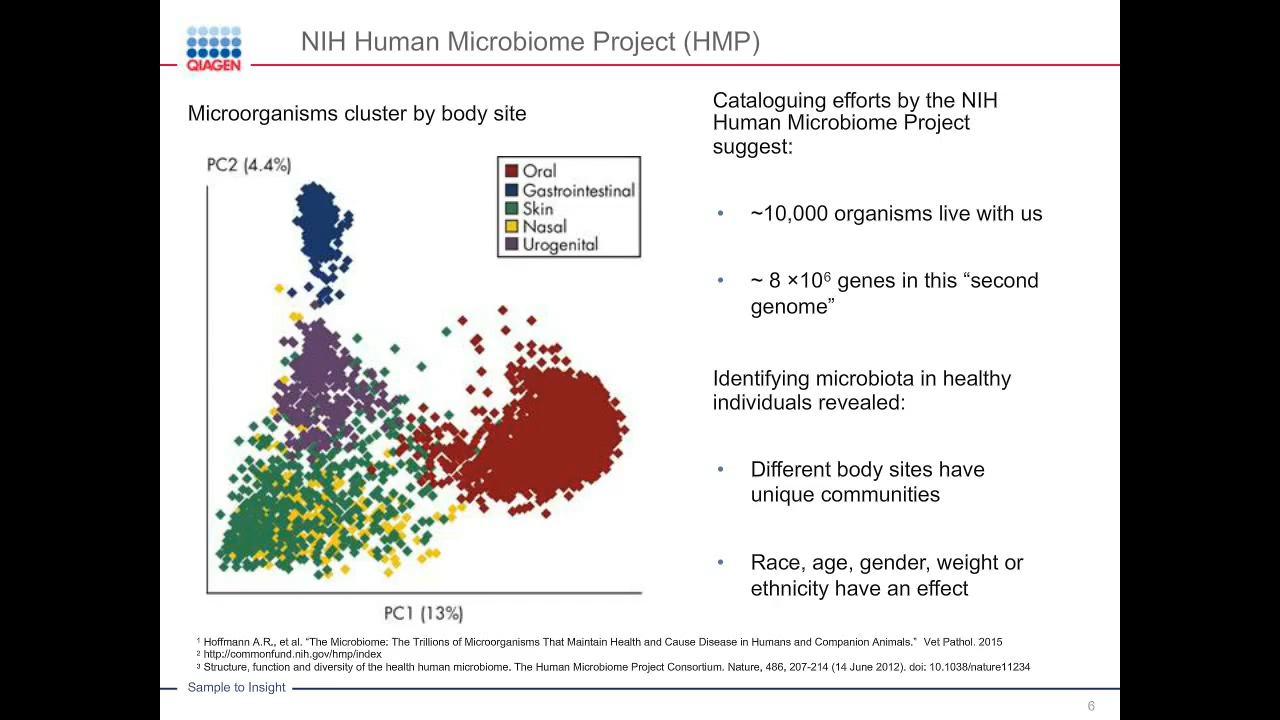 QIAGEN
NIH Human Microbiome Project (HMP)
Microorganisms cluster by body site
PC2 (4.4%)
Oral
Gastrointestinal
Skin
Nasal
Urogenital
PC1 (13%)
Cataloguing efforts by the NIH
Human Microbiome Project
suggest:
• ~10,000 organisms live with us
• ~ 8 ×10⁶ genes in this “second
genome”
Identifying microbiota in healthy
individuals revealed:
• Different body sites have
unique communities
• Race, age, gender, weight or
ethnicity have an effect
¹ Hoffmann A.R., et al. “The Microbiome: The Trillions of Microorganisms That Maintain Health and Cause Disease in Humans and Companion Animals.” Vet Pathol. 2015
² http://commonfund.nih.gov/hmp/index
³ Structure, function and diversity of the health human microbiome. The Human Microbiome Project Consortium. Nature, 486, 207-214 (14 June 2012). doi: 10.1038/nature11234
Sample to Insight
6